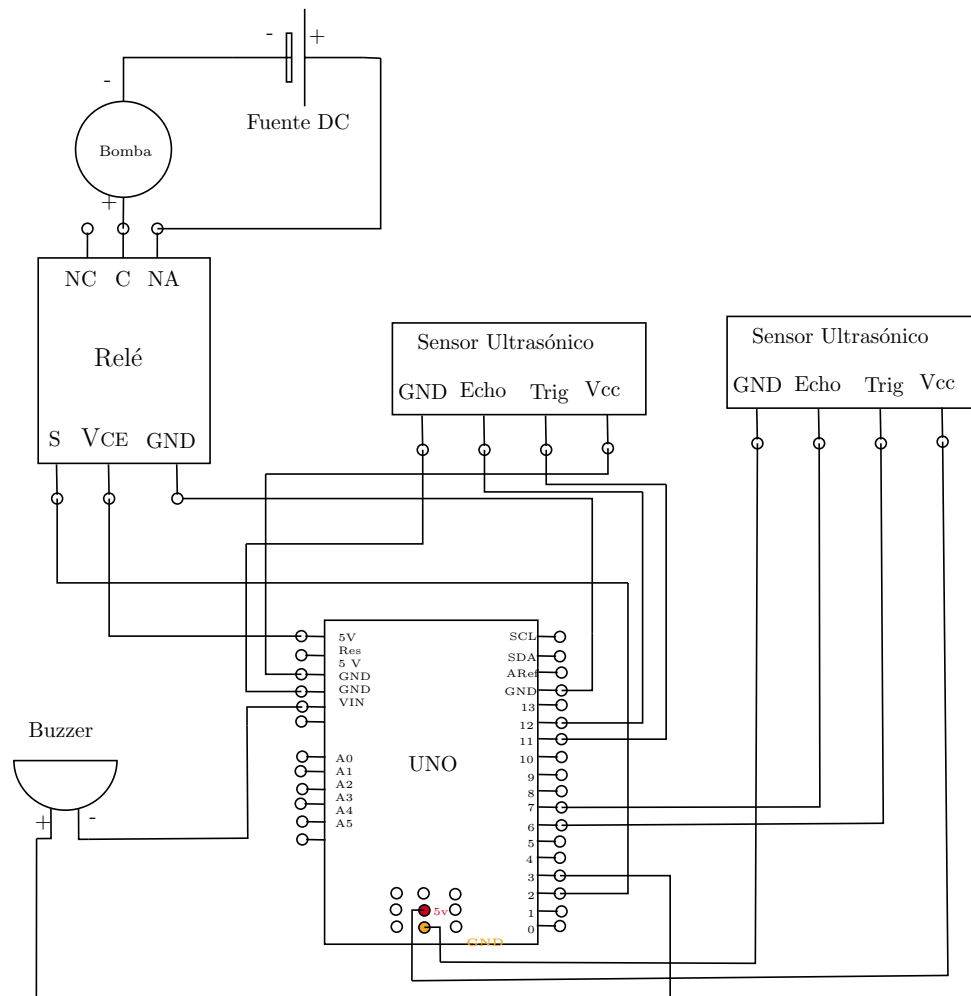 - +
Fuente DC
-
Bomba
+
NC C NA
Relé
S VCE GND
Sensor Ultrasónico
GND Echo Trig Vcc
Sensor Ultrasónico
GND Echo Trig Vcc
5V
Res
5 V
GND
GND
VIN
A0
A1
A2
A3
A4
A5
UNO
SCL
SDA
ARef
GND
13
12
11
10
9
8
7
6
5
4
3
2
1
0
5v
GND
Buzzer
+ -